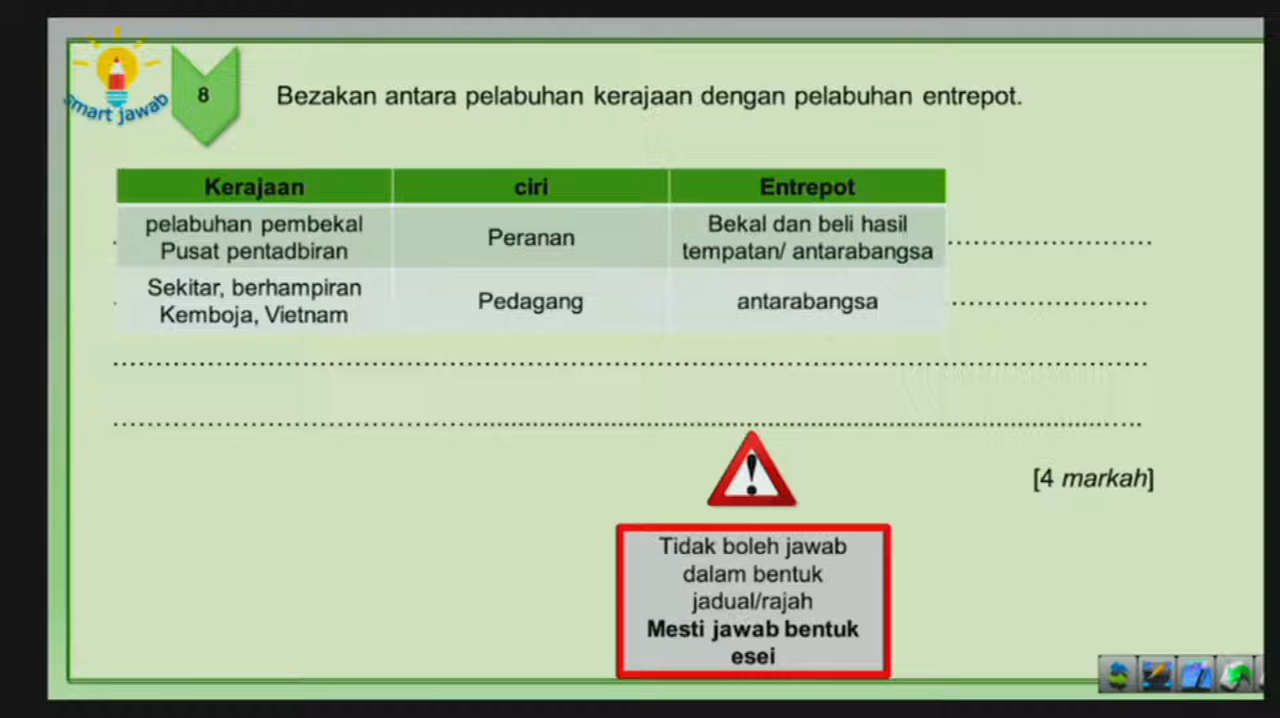 smart jawab
8
Bezakan antara pelabuhan kerajaan dengan pelabuhan entrepot.
Kerajaan ciri Entrepot
pelabuhan pembekal
Pusat pentadbiran
Peranan
Bekal dan beli hasil
tempatan/ antarabangsa
Sekitar, berhampiran
Kemboja, Vietnam
Pedagang
antarabangsa
[4 markah]
Tidak boleh jawab
dalam bentuk
jadual/rajah
Mesti jawab bentuk
esei